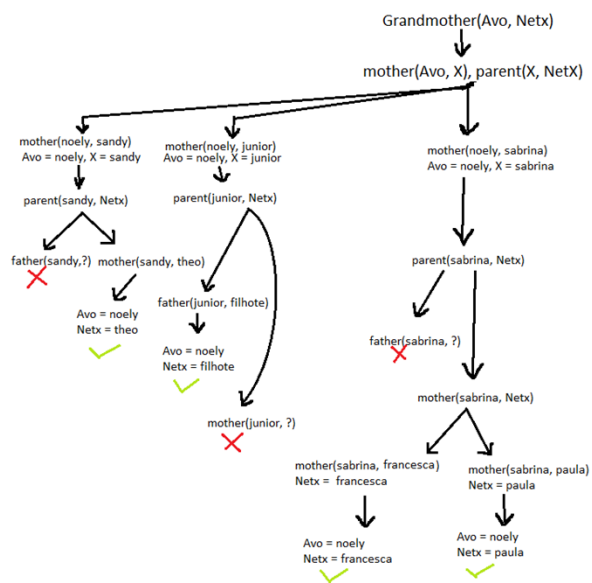 Grandmother(Avo, Netx)
mother(Avo, X), parent(X, NetX)
mother(noely, sandy)
Avo = noely, X = sandy
parent(sandy, Netx)
father(sandy,?)
mother(sandy, theo)
Avo = noely
Netx = theo
mother(noely, junior)
Avo = noely, X = junior
parent(junior, Netx)
father(junior, filhote)
Avo = noely
Netx = filhote
mother(junior, ?)
mother(noely, sabrina)
Avo = noely, X = sabrina
parent(sabrina, Netx)
father(sabrina, ?)
mother(sabrina, Netx)
mother(sabrina, francesca)
Netx = francesca
Avo = noely
Netx = francesca
mother(sabrina, paula)
Netx = paula
Avo = noely
Netx = paula